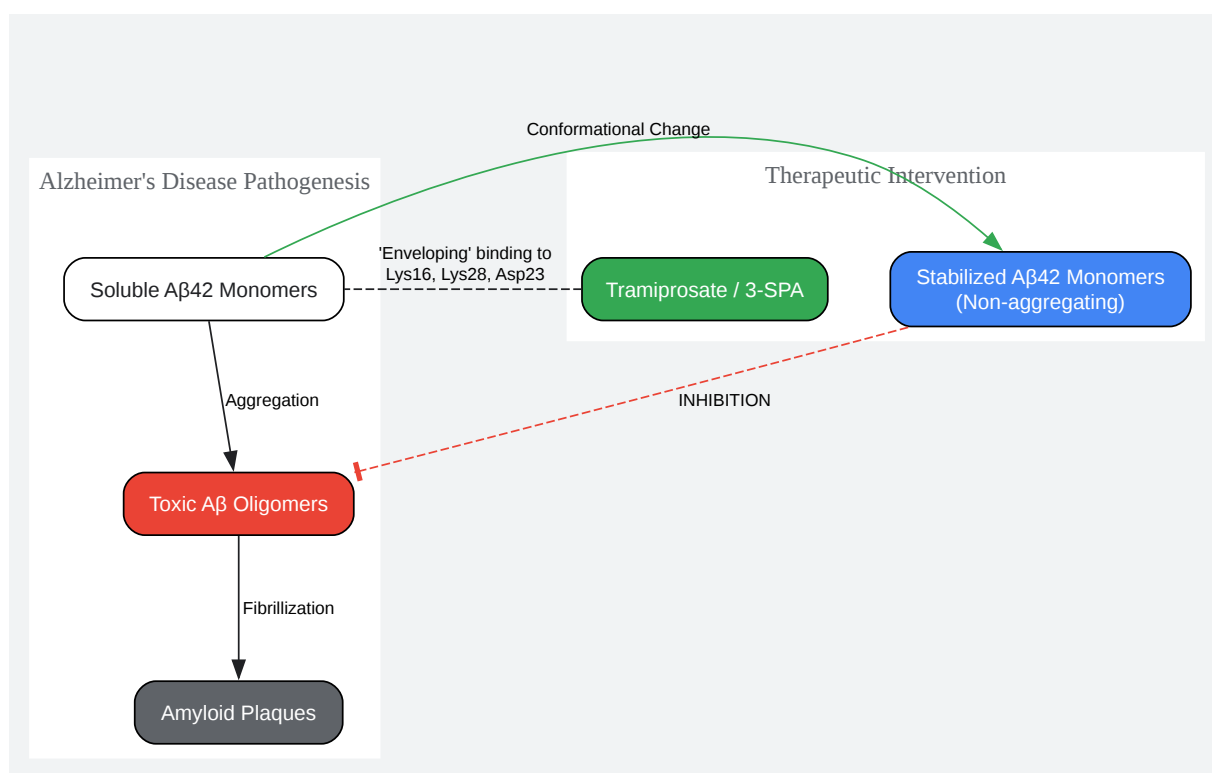 Conformational Change
Alzheimer's Disease Pathogenesis
Therapeutic Intervention
'Enveloping' binding to
Lys16, Lys28, Asp23
Soluble Aβ42 Monomers
Tramiprosate / 3-SPA
Stabilized Aβ42 Monomers
(Non-aggregating)
Aggregation
INHIBITION
Toxic Aβ Oligomers
Fibrillization
Amyloid Plaques